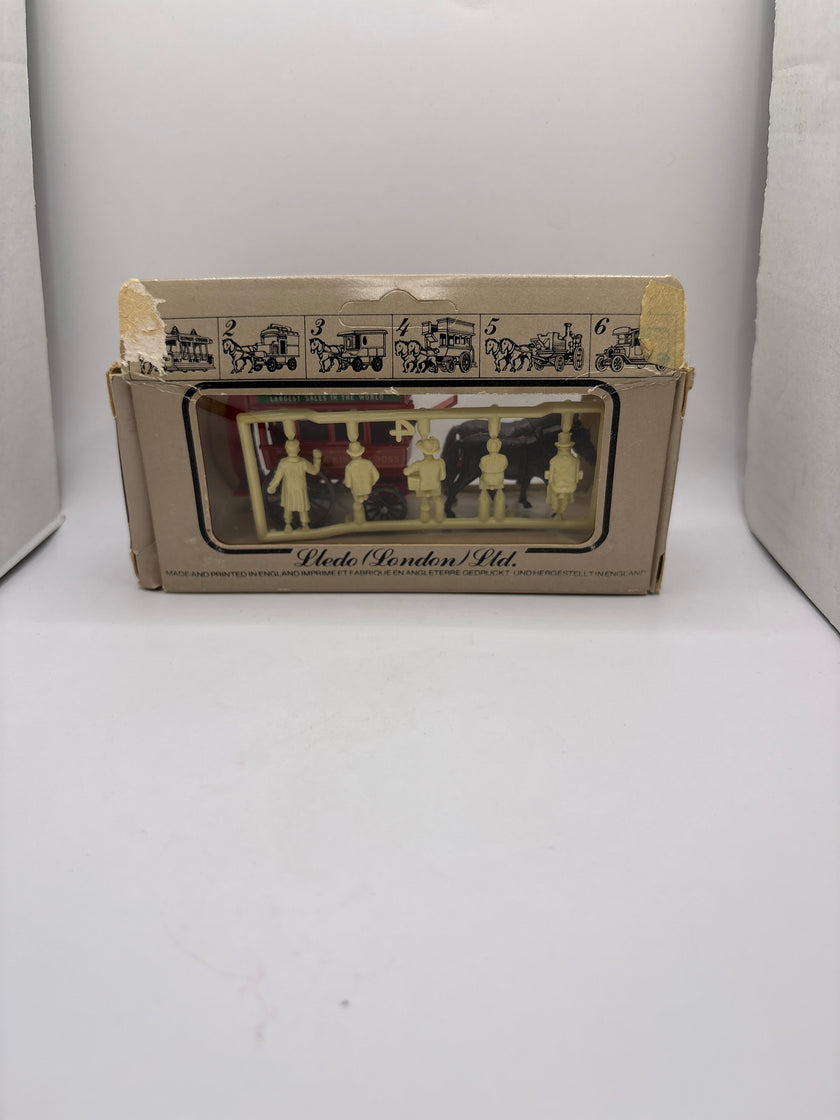 2 3 4 5 6
LARGEST SALES IN THE WORLD
4
Lledo (London) Ltd.
MADE AND PRINTED IN ENGLAND IMPRIME ET FABRIQUE EN ANGLETERRE GEDRUCKT UND HERGESTELLT IN ENGLAND